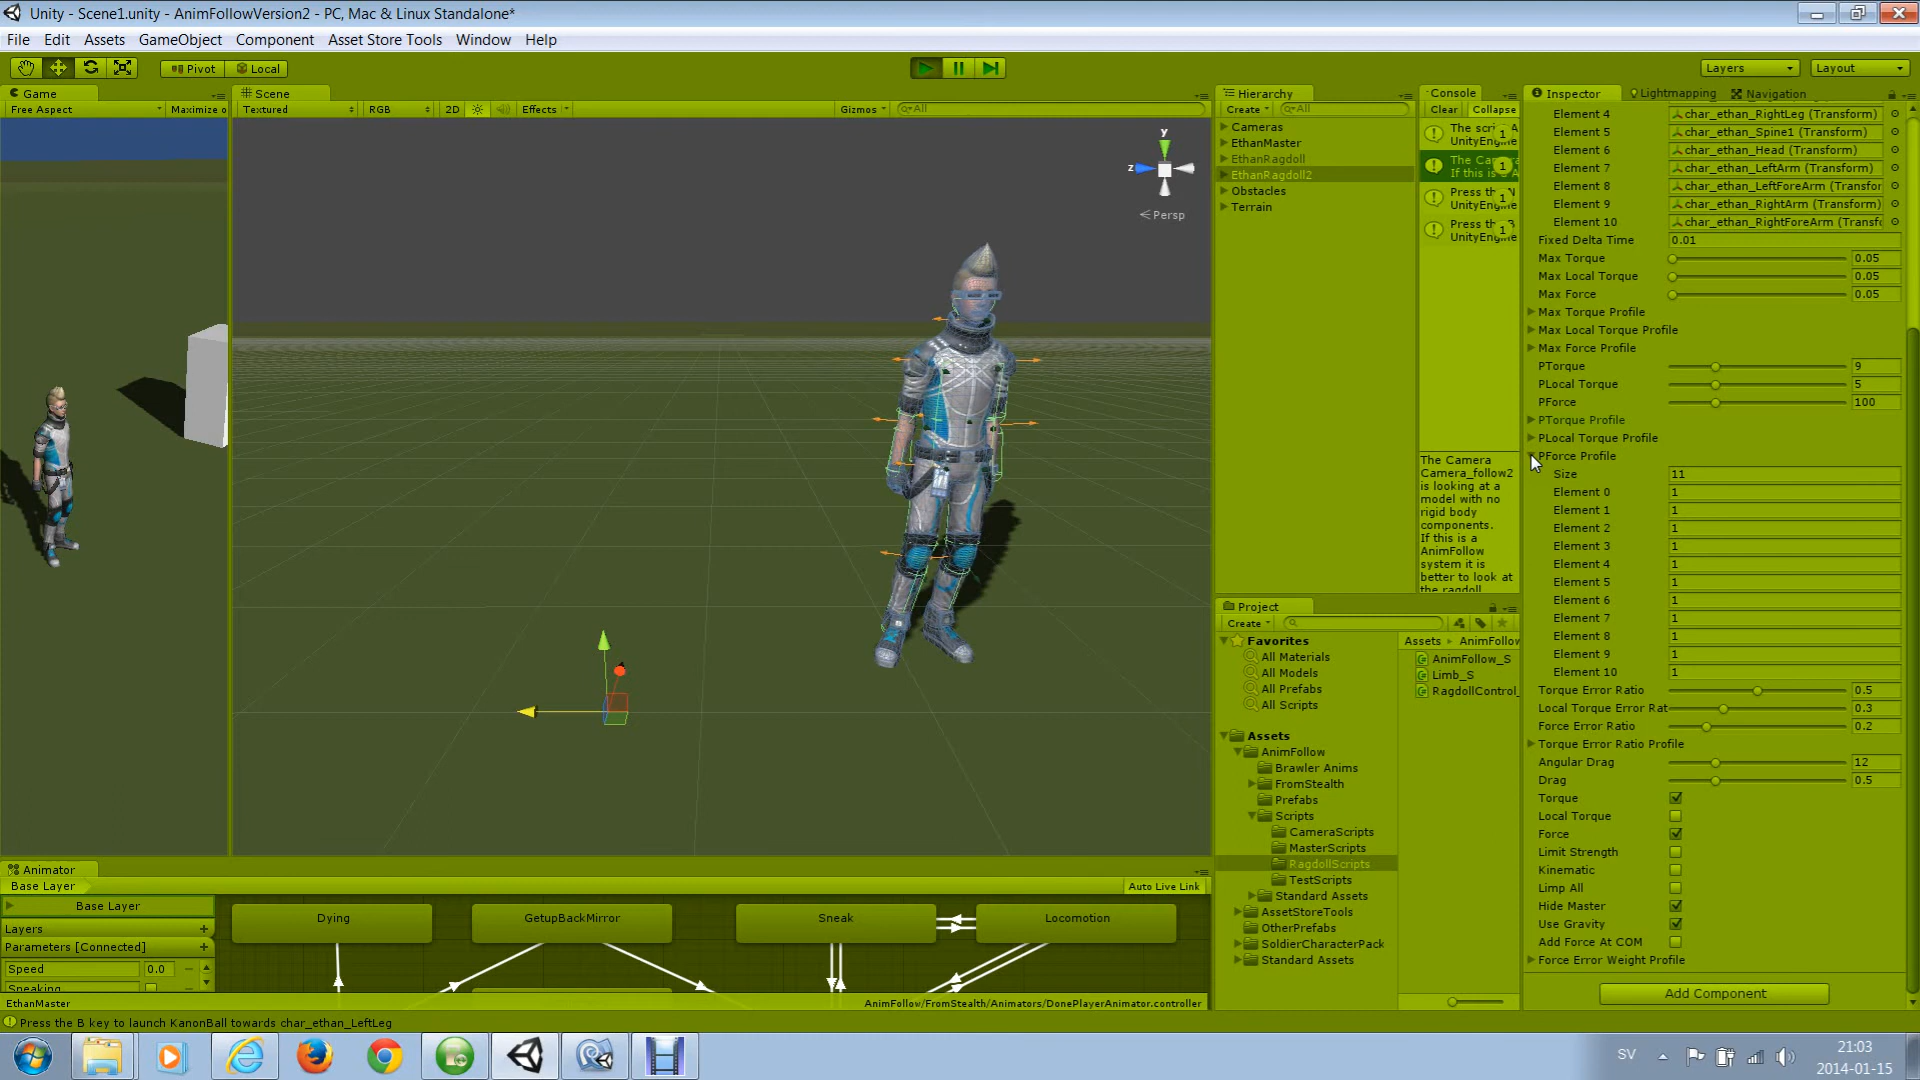 Unity - Scene1.unity - AnimFollowVersion2 - PC, Mac & Linux Standalone*
File Edit Assets GameObject Component Asset Store Tools Window Help
Pivot Local Layers Layout
Game
Free Aspect Maximize o
Scene
Textured RGB 2D Effects Gizmos All
y
z
Persp
Hierarchy
Create All
Cameras
EthanMaster
EthanRagdoll
EthanRagdoll2
Obstacles
Terrain
Console
Clear Collapse
The scri A 1
UnityEngine
The Ca 1
If this is a A
Press th N 1
UnityEngine
Press th B 1
UnityEngine
The Camera
Camera_follow2
is looking at a
model with no
rigid body
components.
If this is a
AnimFollow
system it is
better to look at
the ragdoll
Inspector Lightmapping Navigation
Element 4 char_ethan_RightLeg (Transform)
Element 5 char_ethan_Spine1 (Transform)
Element 6 char_ethan_Head (Transform)
Element 7 char_ethan_LeftArm (Transform)
Element 8 char_ethan_LeftForeArm (Transfor
Element 9 char_ethan_RightArm (Transform)
Element 10 char_ethan_RightForeArm (Transfo
Fixed Delta Time 0.01
Max Torque 0.05
Max Local Torque 0.05
Max Force 0.05
Max Torque Profile
Max Local Torque Profile
Max Force Profile
PTorque 9
PLocal Torque 5
PForce 100
PTorque Profile
PLocal Torque Profile
PForce Profile
Size 11
Element 0 1
Element 1 1
Element 2 1
Element 3 1
Element 4 1
Element 5 1
Element 6 1
Element 7 1
Element 8 1
Element 9 1
Element 10 1
Torque Error Ratio 0.5
Local Torque Error Rat 0.3
Force Error Ratio 0.2
Torque Error Ratio Profile
Angular Drag 12
Drag 0.5
Torque
Local Torque
Force
Limit Strength
Kinematic
Limp All
Hide Master
Use Gravity
Add Force At COM
Force Error Weight Profile
Add Component
Project
Create
Favorites
All Materials
All Models
All Prefabs
All Scripts
Assets
AnimFollow
Brawler Anims
FromStealth
Prefabs
Scripts
CameraScripts
MasterScripts
RagdollScripts
TestScripts
Standard Assets
AssetStoreTools
OtherPrefabs
SoldierCharacterPack
Standard Assets
Assets AnimFollow
AnimFollow_S
Limb_S
RagdollControl_
Animator
Base Layer Auto Live Link
Base Layer
Layers +
Parameters [Connected] +
Speed 0.0
Sneaking
Dying GetupBackMirror Sneak Locomotion
EthanMaster AnimFollow/FromStealth/Animators/DonePlayerAnimator.controller
Press the B key to launch KanonBall towards char_ethan_LeftLeg
SV
21:03
2014-01-15